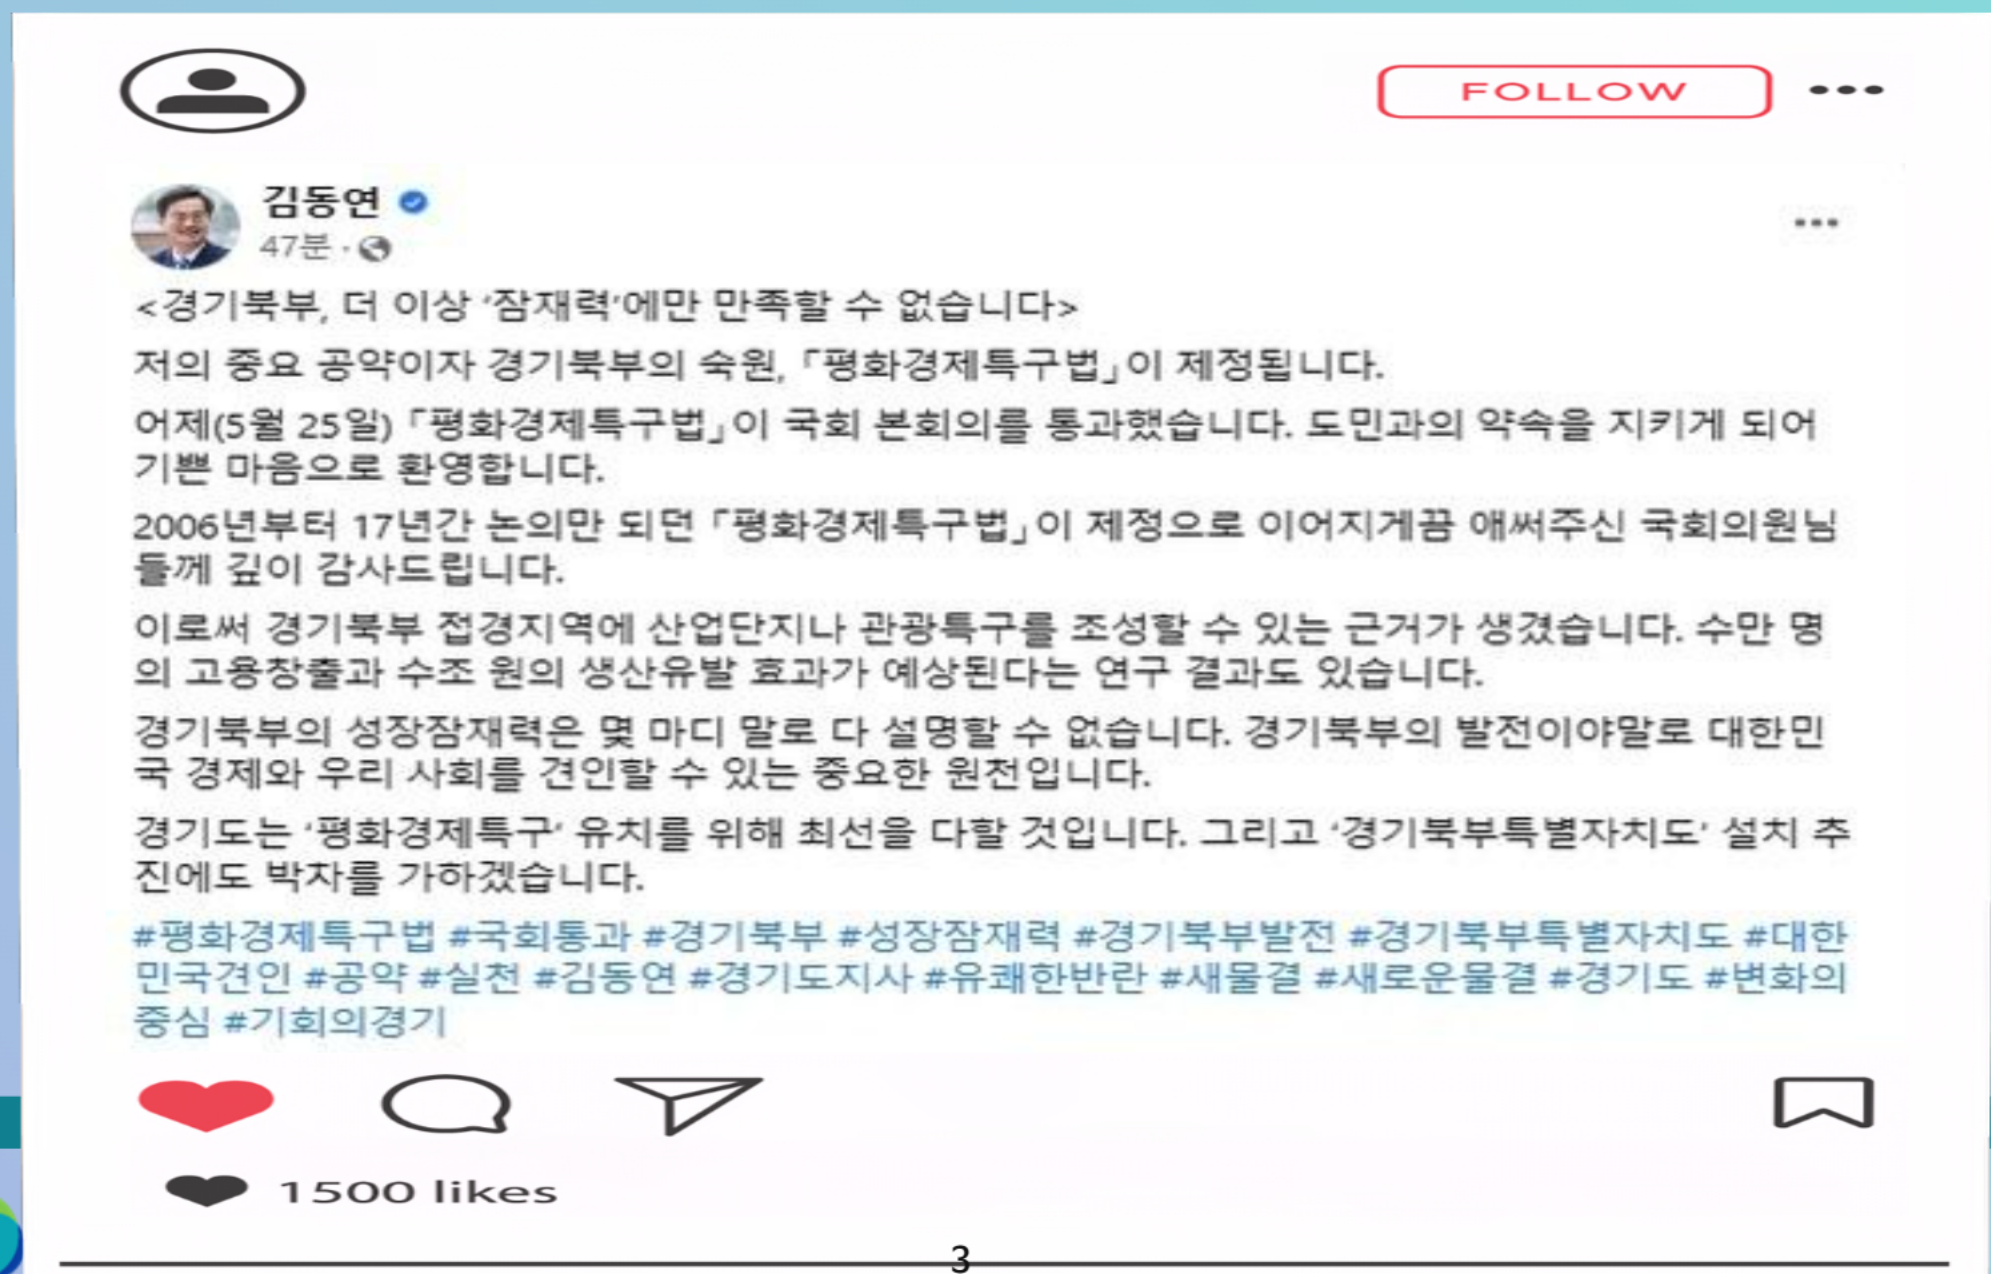 FOLLOW
김동연
47분 ·
<경기북부, 더 이상 '잠재력'에만 만족할 수 없습니다>
저의 중요 공약이자 경기북부의 숙원, 「평화경제특구법」이 제정됩니다.
어제(5월 25일) 「평화경제특구법」이 국회 본회의를 통과했습니다. 도민과의 약속을 지키게 되어
기쁜 마음으로 환영합니다.
2006년부터 17년간 논의만 되던 「평화경제특구법」이 제정으로 이어지게끔 애써주신 국회의원님
들께 깊이 감사드립니다.
이로써 경기북부 접경지역에 산업단지나 관광특구를 조성할 수 있는 근거가 생겼습니다. 수만 명
의 고용창출과 수조 원의 생산유발 효과가 예상된다는 연구 결과도 있습니다.
경기북부의 성장잠재력은 몇 마디 말로 다 설명할 수 없습니다. 경기북부의 발전이야말로 대한민
국 경제와 우리 사회를 견인할 수 있는 중요한 원천입니다.
경기도는 '평화경제특구' 유치를 위해 최선을 다할 것입니다. 그리고 '경기북부특별자치도' 설치 추
진에도 박차를 가하겠습니다.
#평화경제특구법 #국회통과 #경기북부 #성장잠재력 #경기북부발전 #경기북부특별자치도 #대한
민국견인 #공약 #실천 #김동연 #경기도지사 #유쾌한반란 #새물결 #새로운물결 #경기도 #변화의
중심 #기회의경기
1500 likes
3